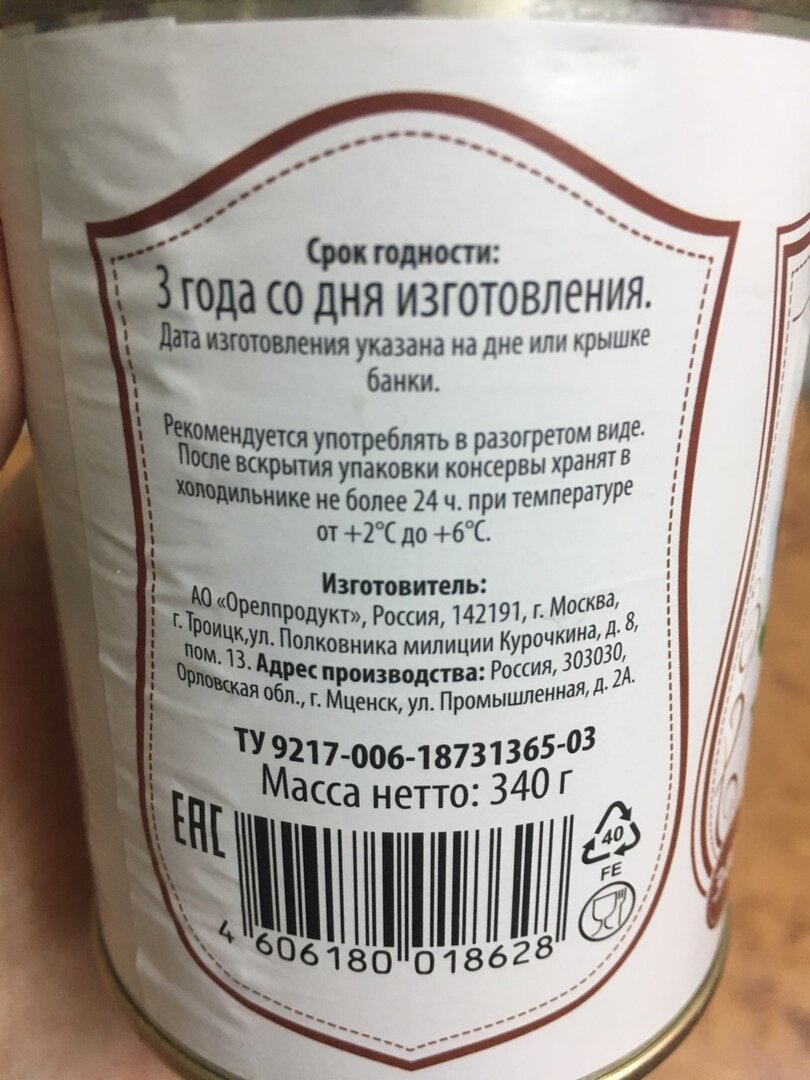 Срок годности:
3 года со дня изготовления.
Дата изготовления указана на дне или крышке
банки.
Рекомендуется употреблять в разогретом виде.
После вскрытия упаковки консервы хранят в
холодильнике не более 24 ч. при температуре
от +2°С до +6°С.
Изготовитель:
АО «Орелпродукт», Россия, 142191, г. Москва,
г. Троицк,ул. Полковника милиции Курочкина, д. 8,
пом. 13. Адрес производства: Россия, 303030,
Орловская обл., г. Мценск, ул. Промышленная, д. 2А.
ТУ 9217-006-18731365-03
Масса нетто: 340 г
ЕАС
40
FE
4 606180 018628